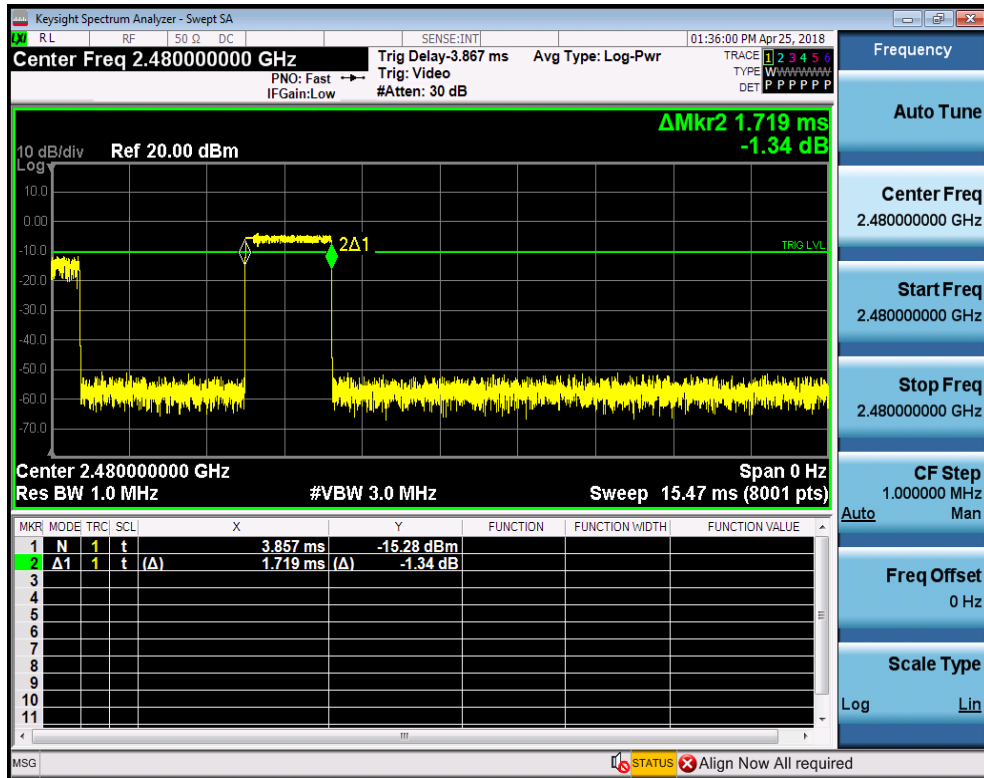 Keysight Spectrum Analyzer - Swept SA
LXI RL RF 50 Ω DC SENSE:INT 01:36:00 PM Apr 25, 2018
Center Freq 2.480000000 GHz
PNO: Fast
IFGain:Low
Trig Delay-3.867 ms
Trig: Video
#Atten: 30 dB
Avg Type: Log-Pwr
TRACE 1 2 3 4 5 6
TYPE WWWWWW
DET P P P P P P
ΔMkr2 1.719 ms
-1.34 dB
10 dB/div Ref 20.00 dBm
Log
10.0
0.00
-10.0
-20.0
-30.0
-40.0
-50.0
-60.0
-70.0
2Δ1
TRIG LVL
Center 2.480000000 GHz Span 0 Hz
Res BW 1.0 MHz #VBW 3.0 MHz Sweep 15.47 ms (8001 pts)
MKR MODE TRC SCL X Y FUNCTION FUNCTION WIDTH FUNCTION VALUE
1 N 1 t 3.857 ms -15.28 dBm
2 Δ1 1 t (Δ) 1.719 ms (Δ) -1.34 dB
3
4
5
6
7
8
9
10
11
MSG STATUS Align Now All required
Frequency
Auto Tune
Center Freq
2.480000000 GHz
Start Freq
2.480000000 GHz
Stop Freq
2.480000000 GHz
CF Step
1.000000 MHz
Auto Man
Freq Offset
0 Hz
Scale Type
Log Lin